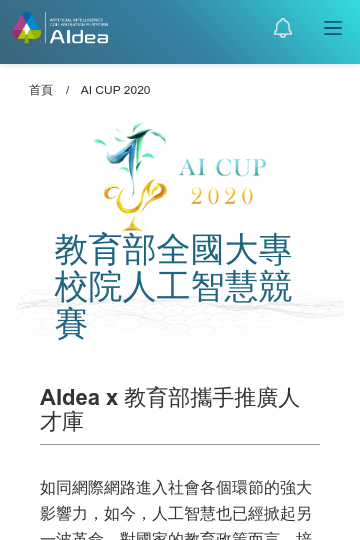 ARTIFICIAL INTELLIGENCE
COLLABORATION PLATFORM
AIdea
首頁 / AI CUP 2020
AI CUP
2020
教育部全國大專
校院人工智慧競
賽
AIdea x 教育部攜手推廣人
才庫
如同網際網路進入社會各個環節的強大
影響力，如今，人工智慧也已經掀起另
一波革命，對國家的教育政策而言，培